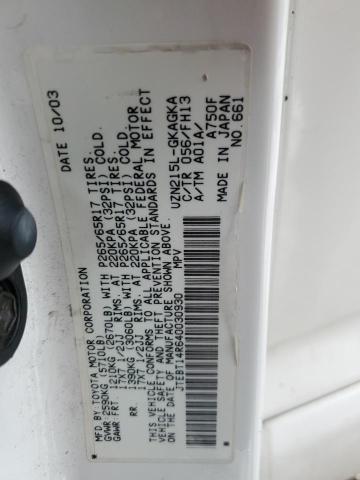 MFD.BY TOYOTA MOTOR CORPORATION DATE 10/03
GVWR:2590KG(5710LB)
GAWR FRT 1210KG(2670LB) WITH P265/65R17 TIRES,
17X7 1/2JJ RIMS, AT 220KPA (32PSI) COLD.
RR. 1390KG(3060LB) WITH P265/65R17 TIRES,
17X7 1/2JJ RIMS, AT 220KPA (32PSI) COLD.
THIS VEHICLE CONFORMS TO ALL APPLICABLE FEDERAL MOTOR
VEHICLE SAFETY AND THEFT PREVENTION STANDARDS IN EFFECT
ON THE DATE OF MANUFACTURE SHOWN ABOVE.
JTEBT14R640030930
MPV
UZN215L-GKAGKA
C/TR 056/FH13
A/TM A01A/
A750F
MADE IN JAPAN
NO.661